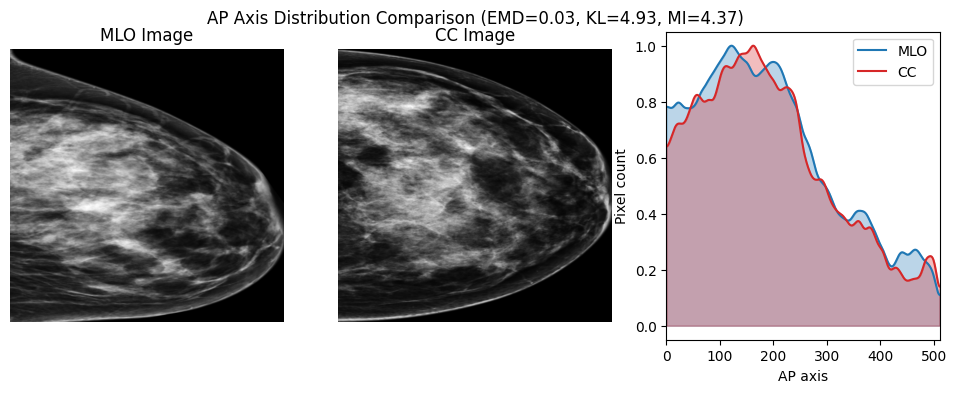 AP Axis Distribution Comparison (EMD=0.03, KL=4.93, MI=4.37)
MLO Image
CC Image
MLO
CC
Pixel count
1.0
0.8
0.6
0.4
0.2
0.0
0 100 200 300 400 500
AP axis